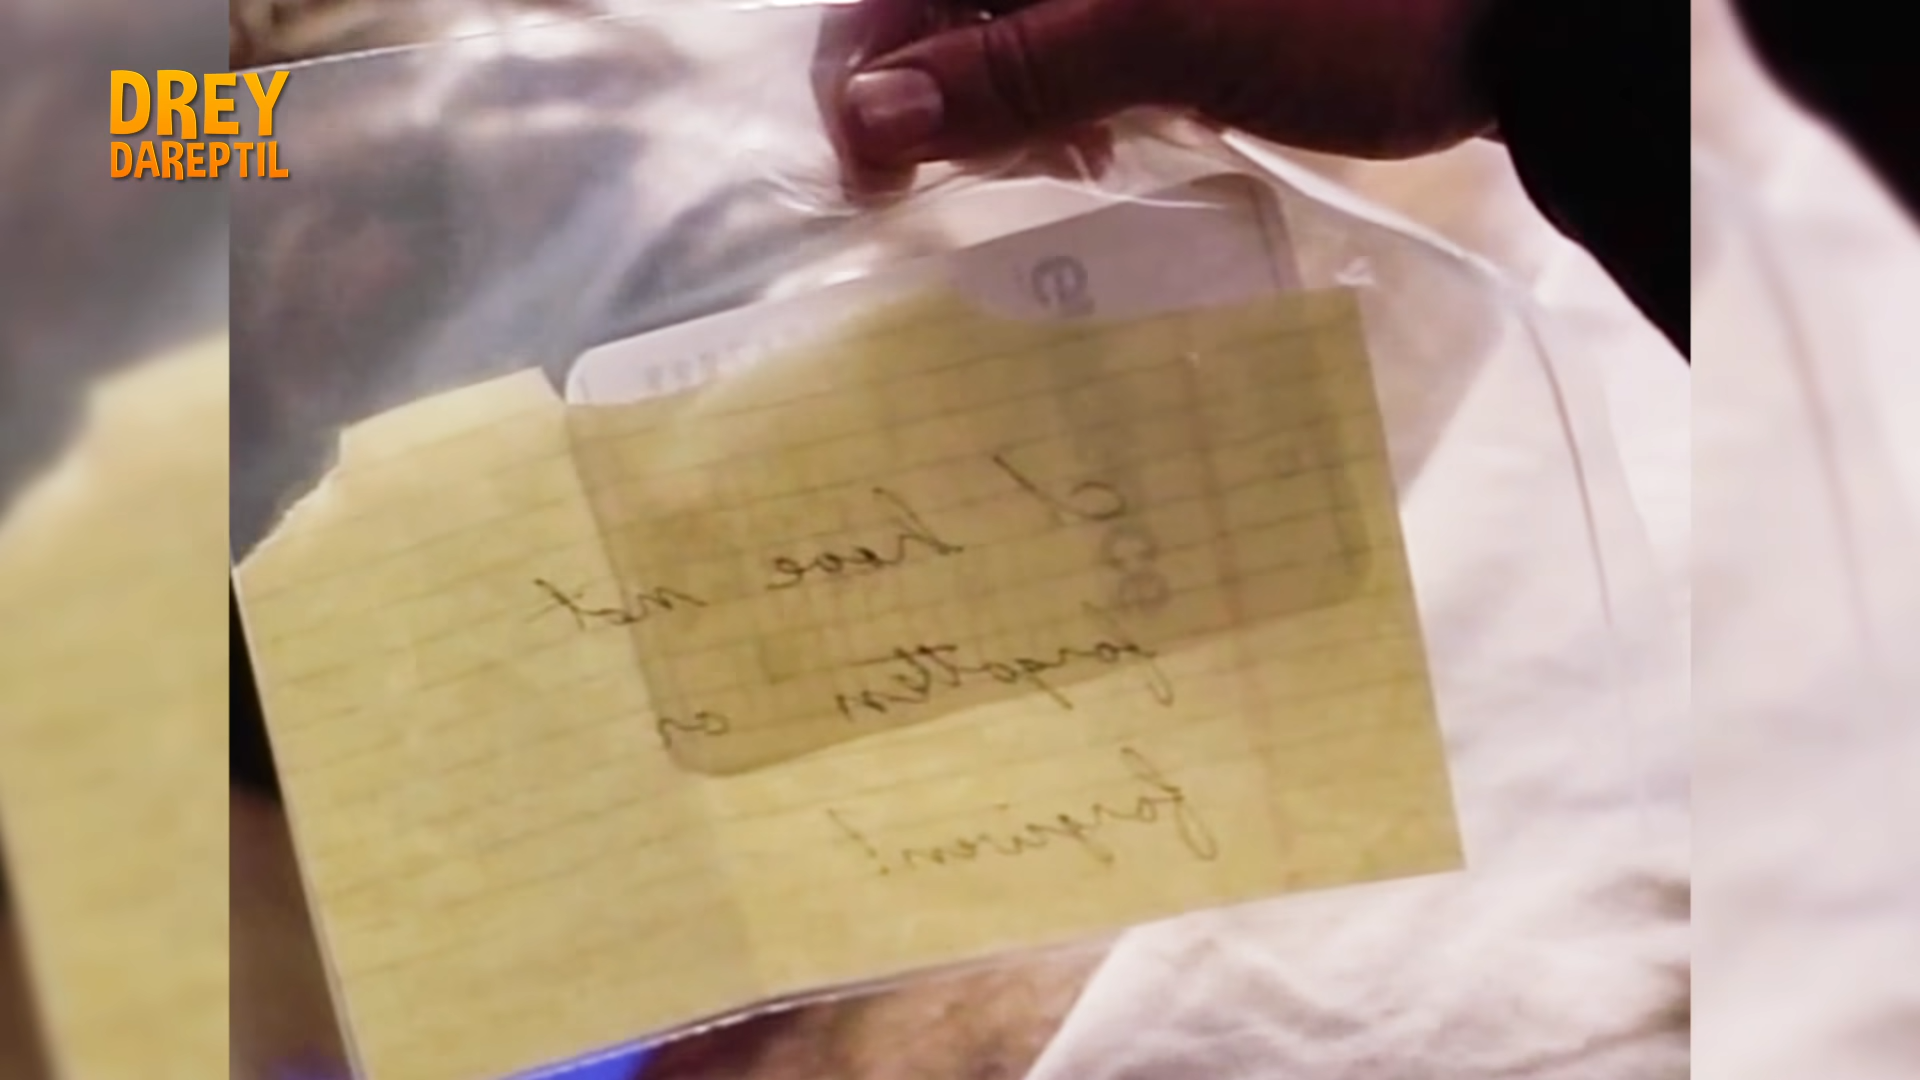 DREY
DAREPTIL
I have not
forgotten or
forgiven!